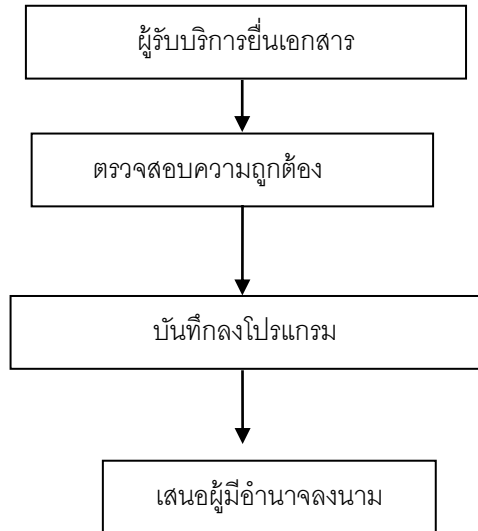 ผู้รับบริการยื่นเอกสาร
ตรวจสอบความถูกต้อง
บันทึกลงโปรแกรม
เสนอผู้มีอำนาจลงนาม